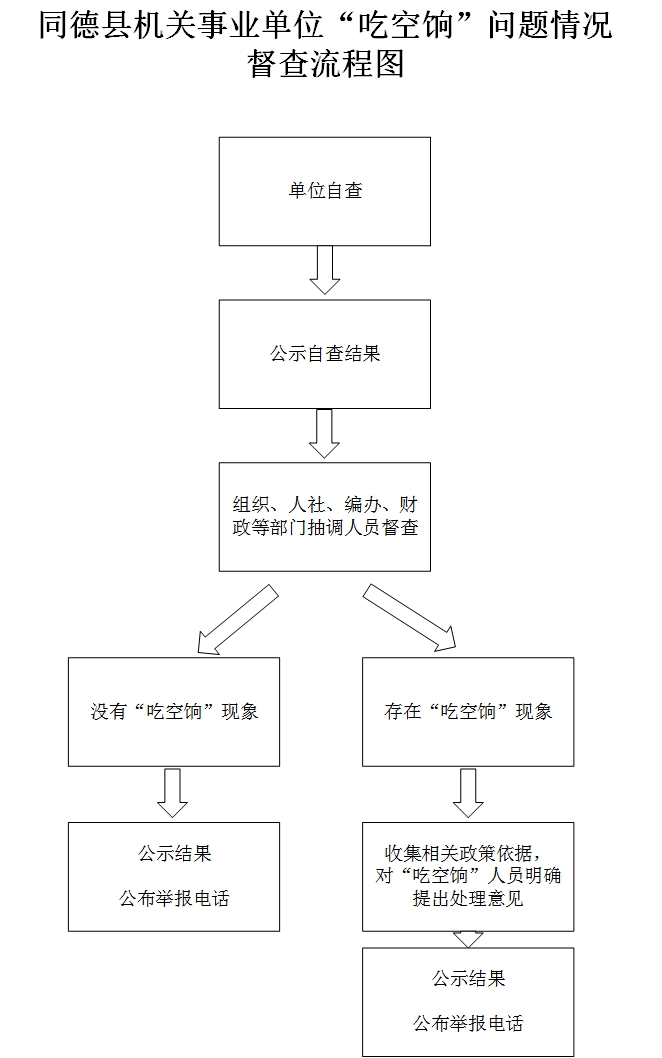 同德县机关事业单位“吃空饷”问题情况
督查流程图
单位自查
公示自查结果
组织、人社、编办、财
政等部门抽调人员督查
没有“吃空饷”现象
存在“吃空饷”现象
公示结果
公布举报电话
收集相关政策依据，
对“吃空饷”人员明确
提出处理意见
公示结果
公布举报电话